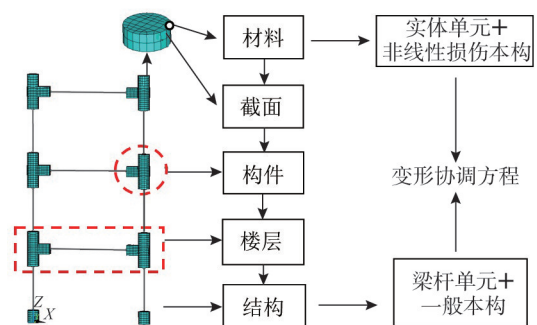 材料
实体单元+
非线性损伤本构
截面
构件
变形协调方程
楼层
梁杆单元+
一般本构
结构
Z
X